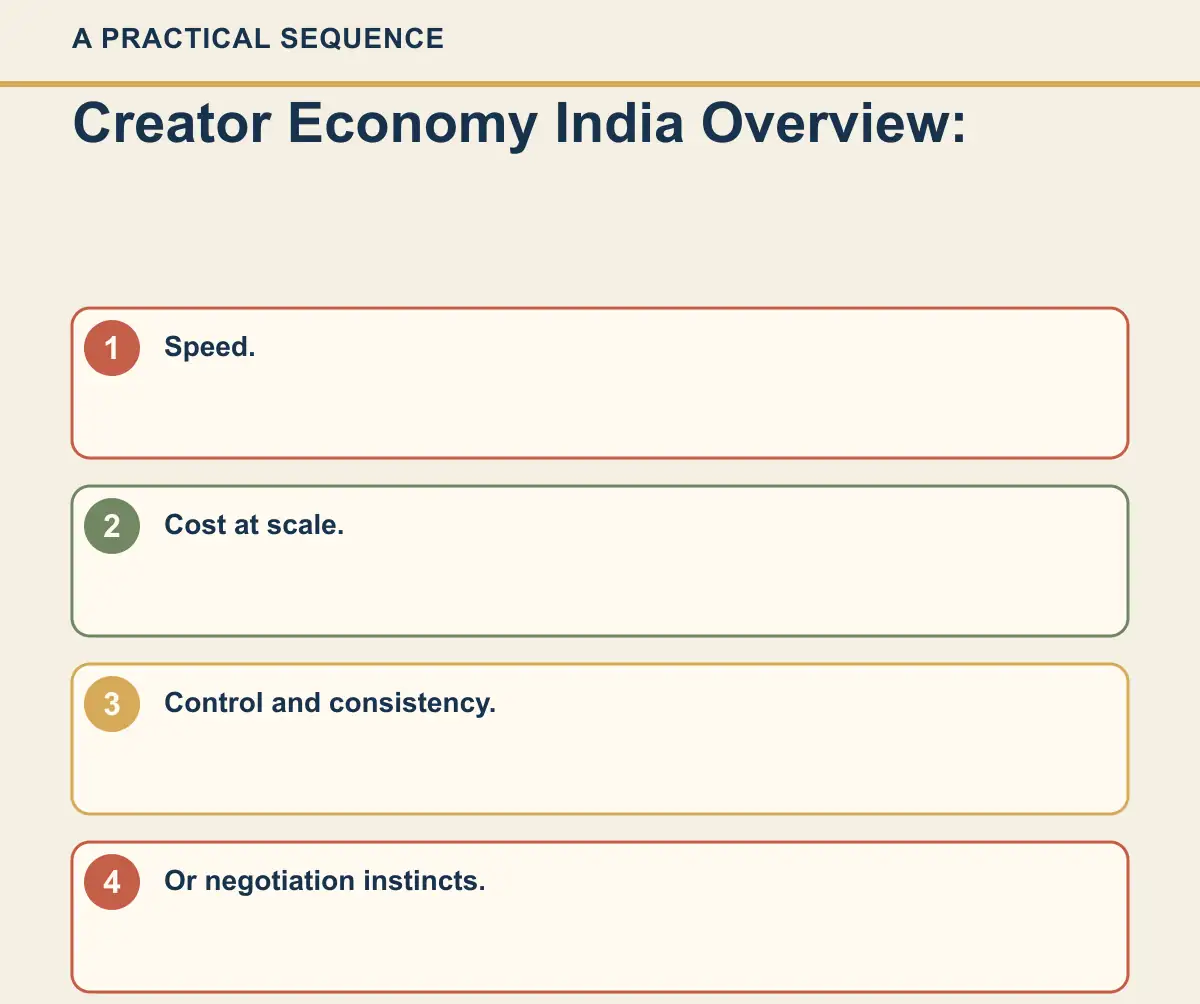 A PRACTICAL SEQUENCE
Creator Economy India Overview:
1 Speed.
2 Cost at scale.
3 Control and consistency.
4 Or negotiation instincts.